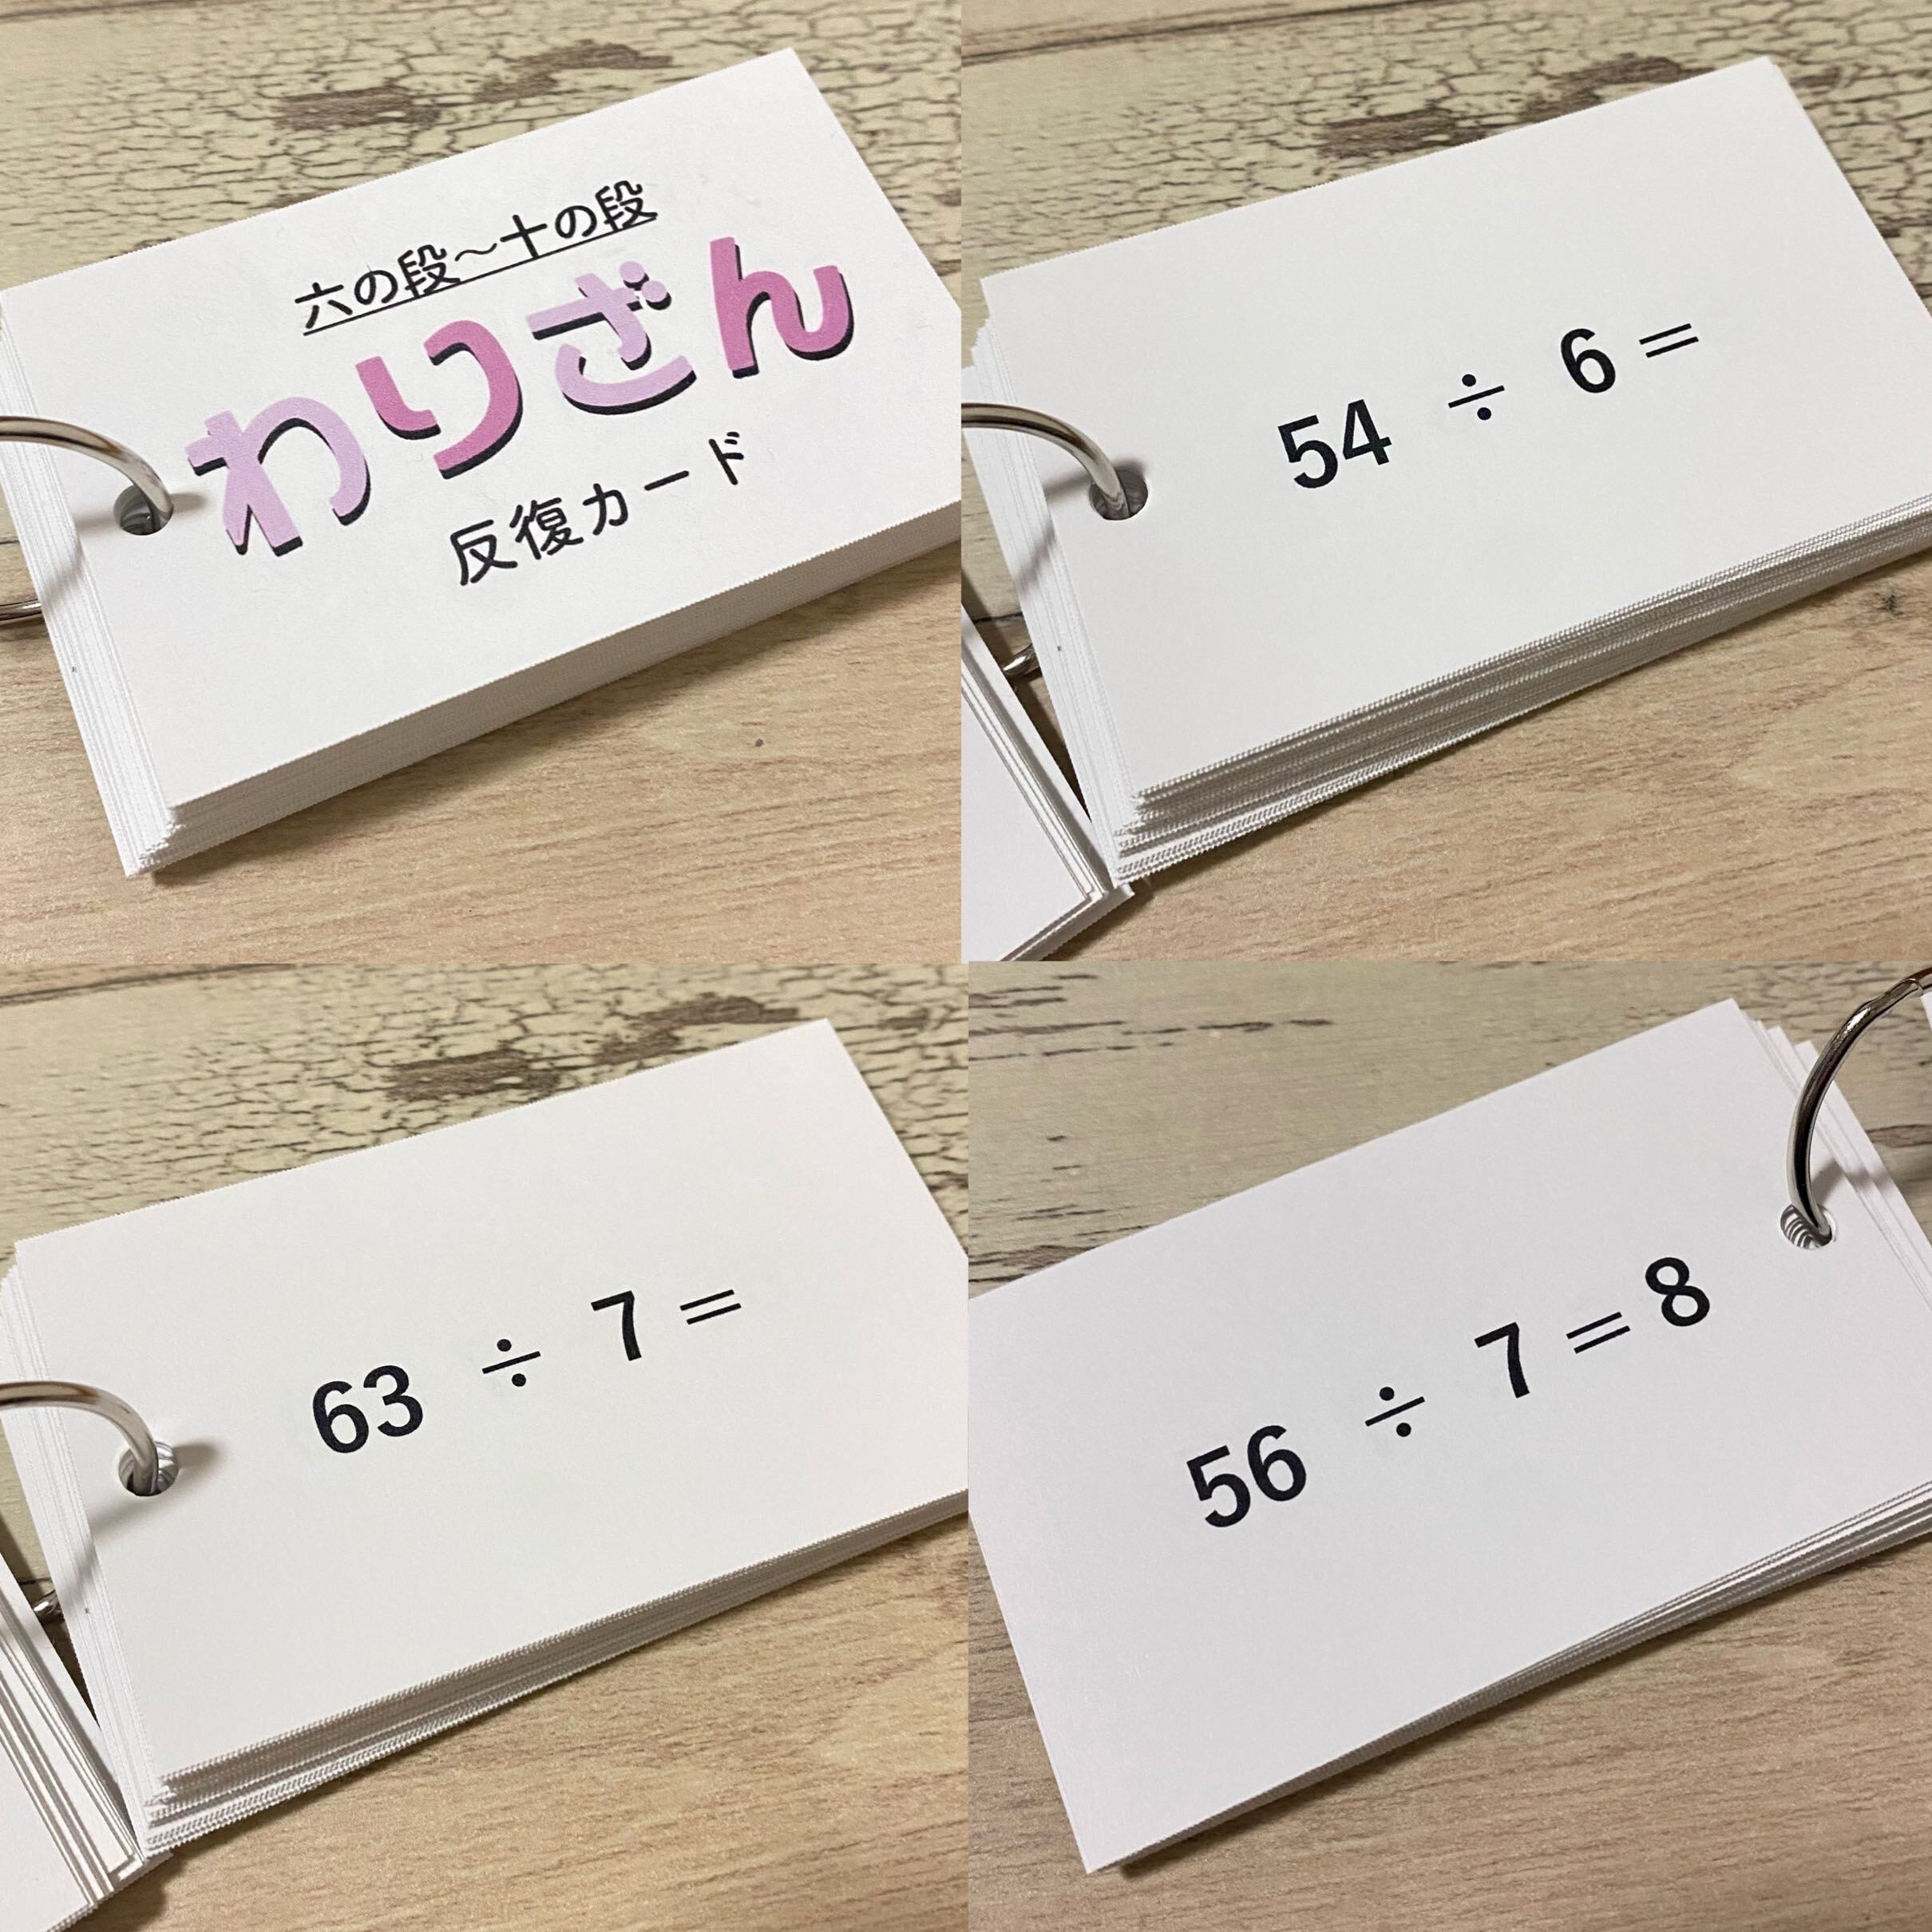 六の段～十の段
わりざん
反復カード
54 ÷ 6 =
63 ÷ 7 =
56 ÷ 7 = 8